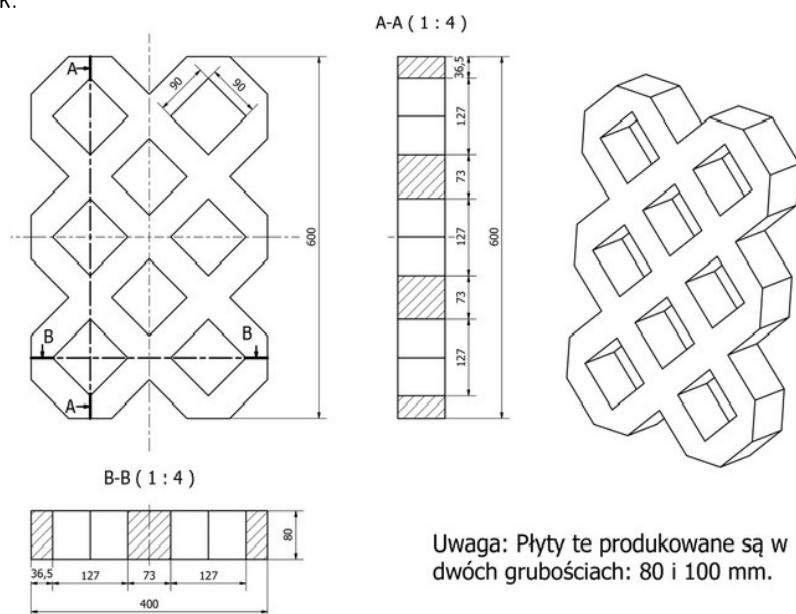 K.
A-A ( 1 : 4 )
A
90
90
36,5
127
73
127
73
127
600
600
B
B
A
B-B ( 1 : 4 )
80
36,5
127
73
127
400
Uwaga: Płyty te produkowane są w
dwóch grubościach: 80 i 100 mm.